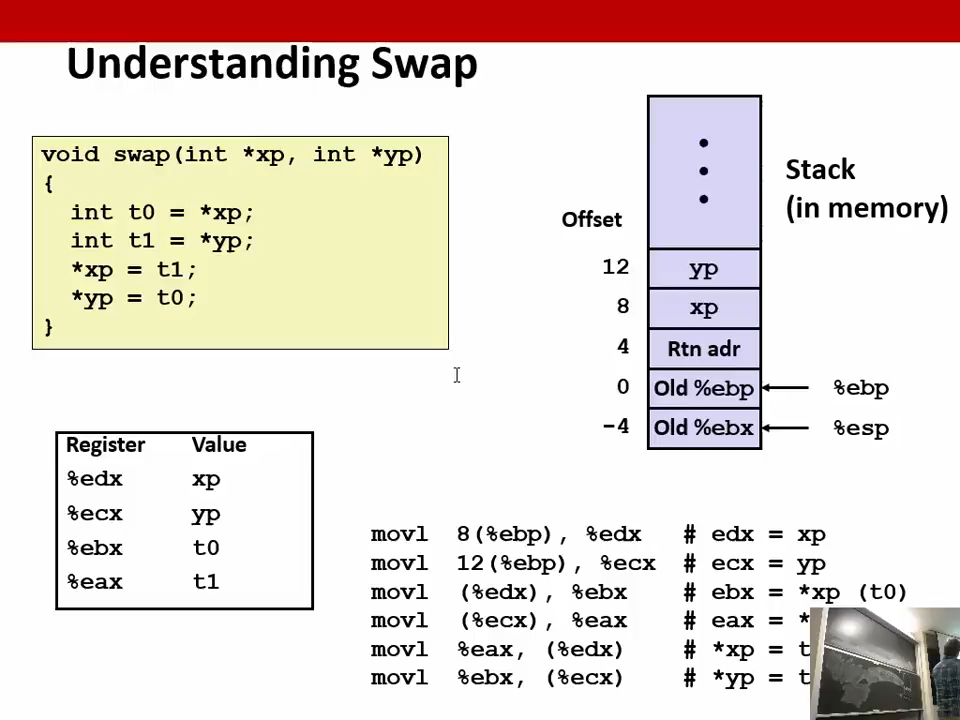 Understanding Swap
void swap(int *xp, int *yp)
{
int t0 = *xp;
int t1 = *yp;
*xp = t1;
*yp = t0;
}
Register Value
%edx xp
%ecx yp
%ebx t0
%eax t1
Offset
Stack
(in memory)
12 yp
8 xp
4 Rtn adr
0 Old %ebp %ebp
-4 Old %ebx %esp
movl 8(%ebp), %edx # edx = xp
movl 12(%ebp), %ecx # ecx = yp
movl (%edx), %ebx # ebx = *xp (t0)
movl (%ecx), %eax # eax = *
movl %eax, (%edx) # *xp = t
movl %ebx, (%ecx) # *yp = t